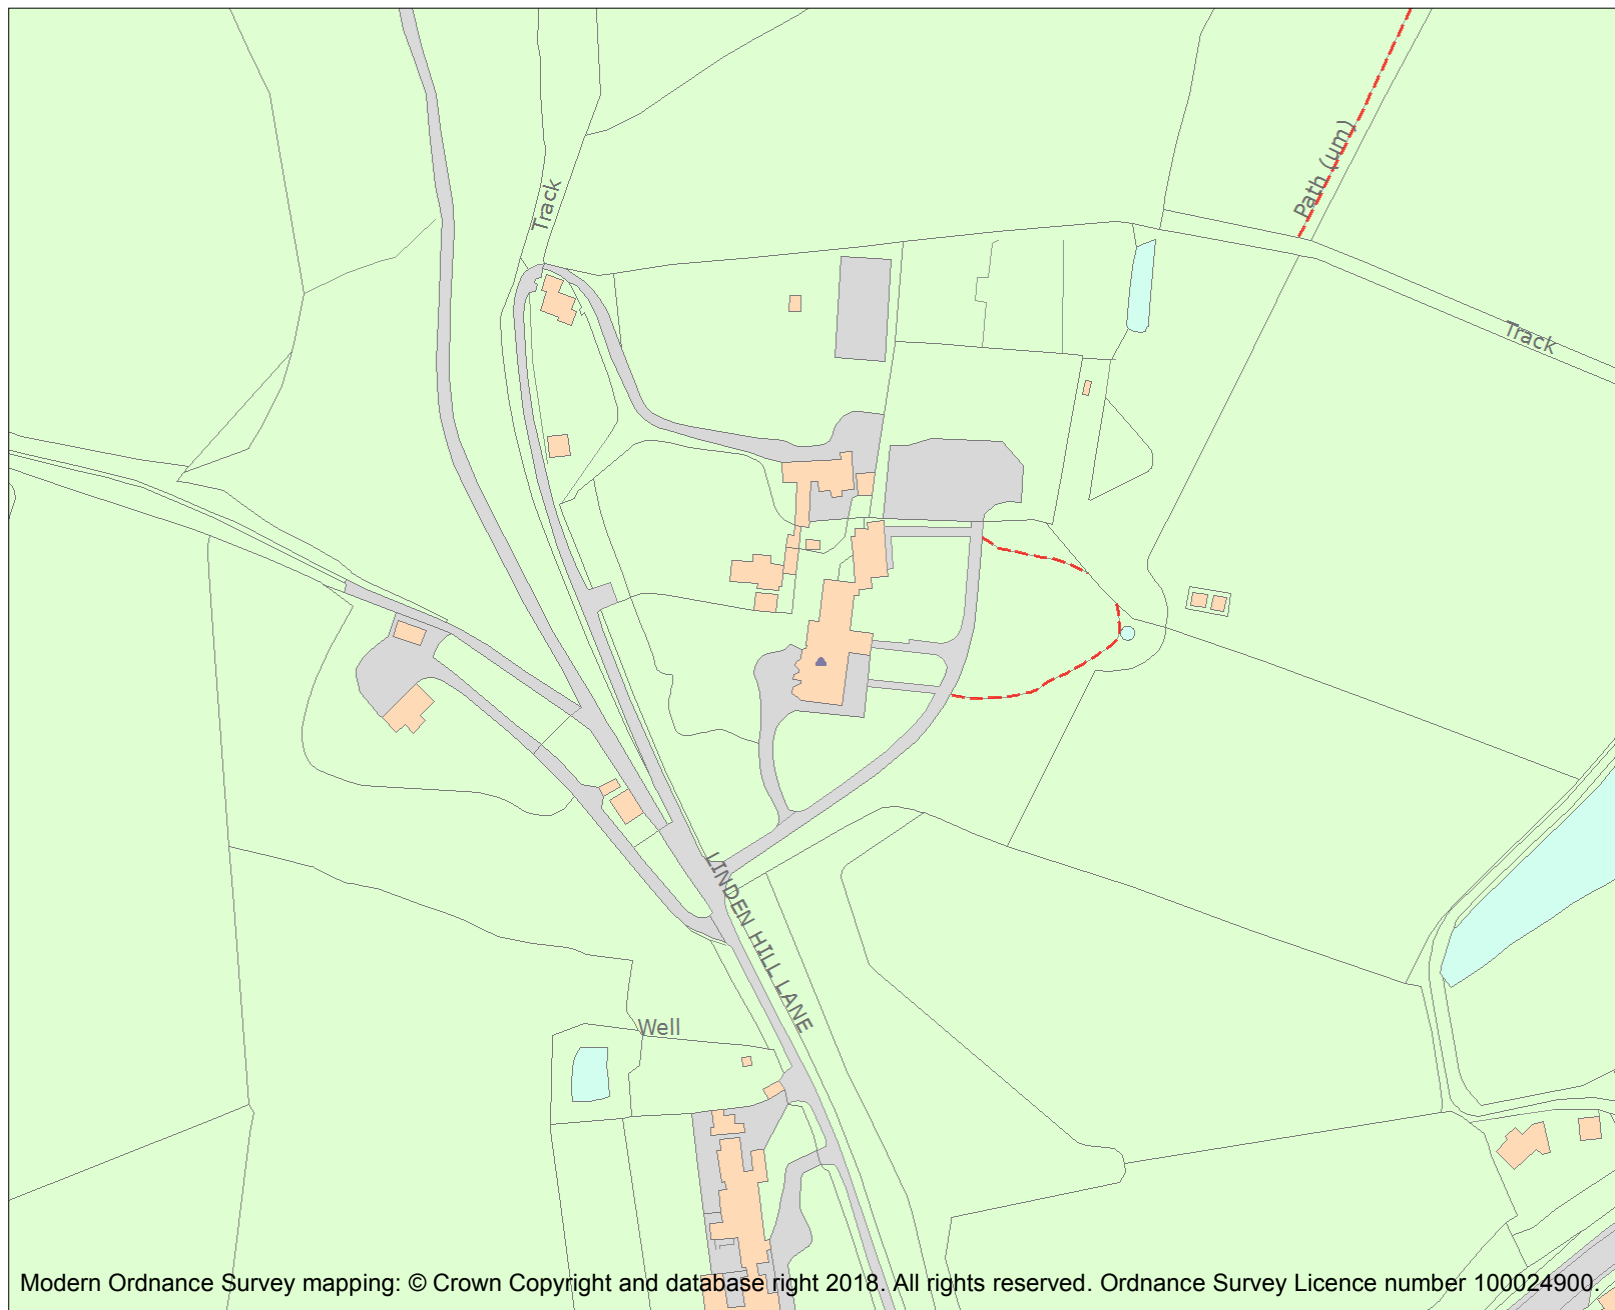 Path (um)
Track
Track
LINDEN HILL LANE
Well
Modern Ordnance Survey mapping: © Crown Copyright and database right 2018. All rights reserved. Ordnance Survey Licence number 100024900.